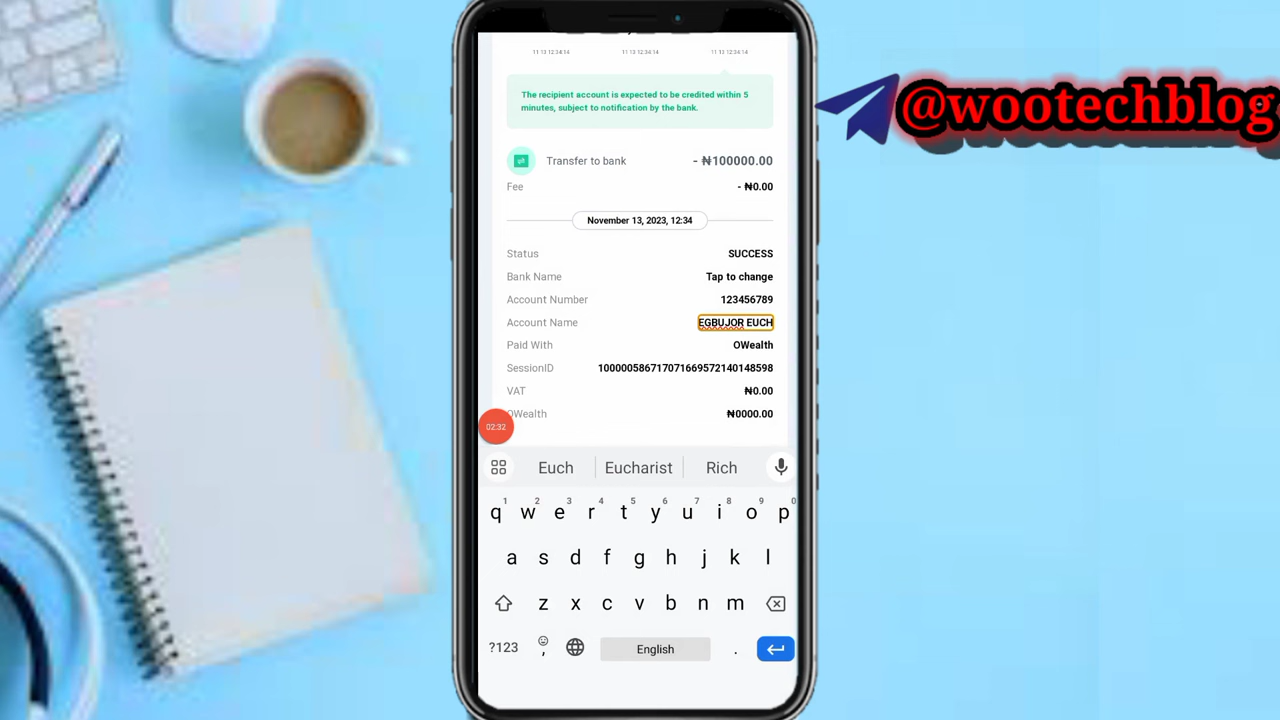 11 13 12:34:14 11 13 12:34:14 11 13 12:34:14
The recipient account is expected to be credited within 5
minutes, subject to notification by the bank.
@wootechblog
Transfer to bank - ₦100000.00
Fee - ₦0.00
November 13, 2023, 12:34
Status SUCCESS
Bank Name Tap to change
Account Number 123456789
Account Name EGBUJOR EUCH
Paid With OWealth
SessionID 100000586717071669572140148598
VAT ₦0.00
OWealth ₦0000.00
02:32
Euch Eucharist Rich
1 2 3 4 5 6 7 8 9 0
q w e r t y u i o p
a s d f g h j k l
z x c v b n m
?123 , English .